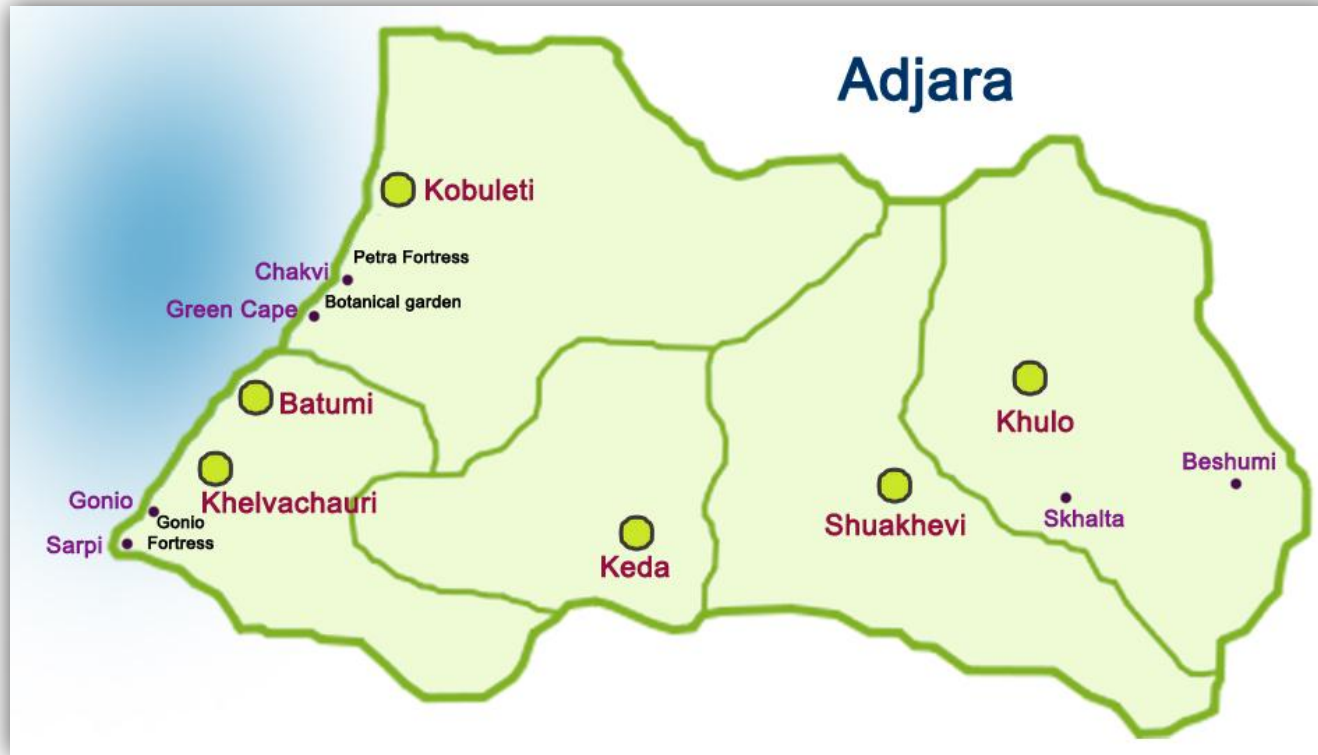 Adjara
Kobuleti
Petra Fortress
Chakvi
Botanical garden
Green Cape
Batumi
Khulo
Beshumi
Khelvachauri
Gonio
Gonio
Fortress
Sarpi
Skhalta
Shuakhevi
Keda